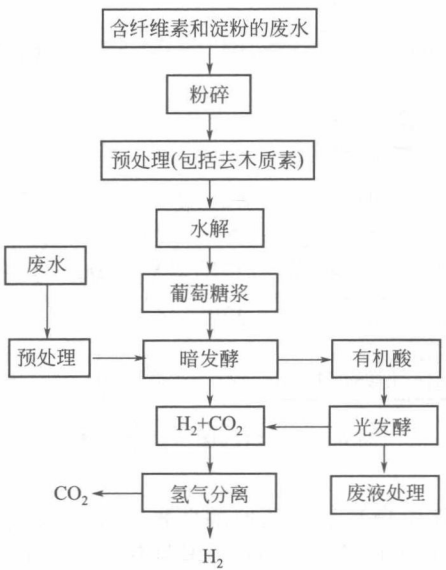 含纤维素和淀粉的废水
粉碎
预处理(包括去木质素)
水解
废水
葡萄糖浆
预处理
暗发酵
有机酸
H₂+CO₂
光发酵
CO₂
氢气分离
废液处理
H₂